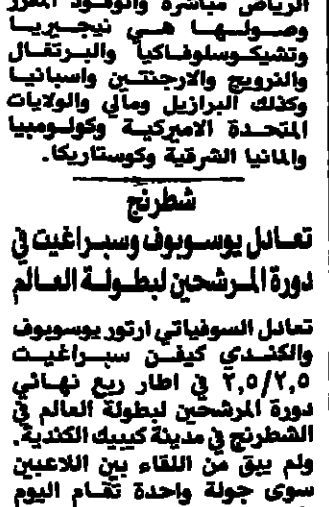 الرياض مباشرة والوفود المقرر
وصولها هي نيجيريا
وتشيكوسلوفاكيا والبرتغال
والنرويج والارجنتين واسبانيا
وكذلك البرازيل ومالي والولايات
المتحدة الاميركية وكولومبيا
والمانيا الشرقية وكوستاريكا.
شطرنج
تعادل يوسوبوف وسبراغيت في
دورة المرشحين لبطولة العالم
تعادل السوفياتي ارتور يوسوبوف
والكندي كيفن سبراغيت
٢,٥/٢,٥ في اطار ربع نهائي
دورة المرشحين لبطولة العالم في
الشطرنج في مدينة كيبيك الكندية.
ولم يبق من اللقاء بين اللاعبين
سوى جولة واحدة تقام اليوم